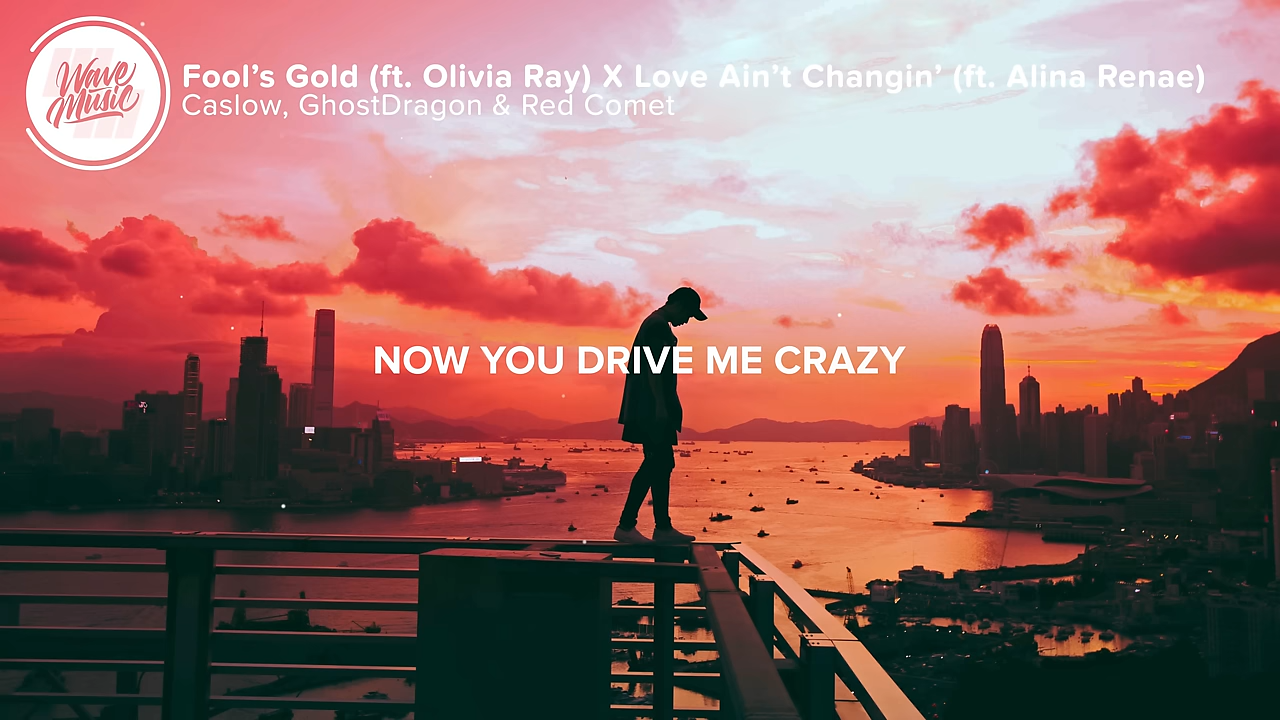 Wave
Music
Fool's Gold (ft. Olivia Ray) X Love Ain't Changin' (ft. Alina Renae)
Caslow, GhostDragon & Red Comet
NOW YOU DRIVE ME CRAZY